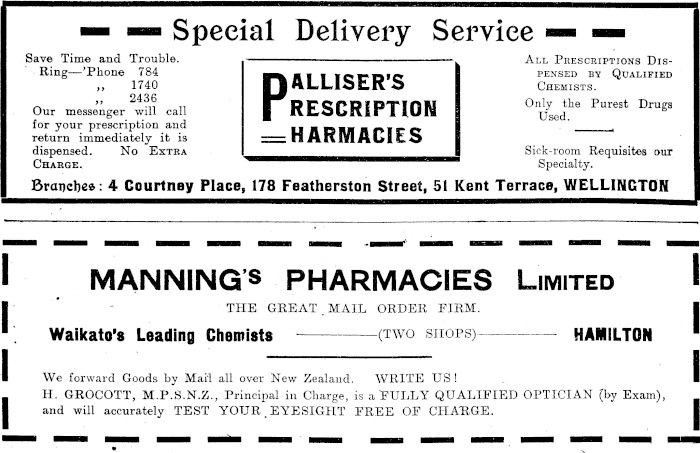 Special Delivery Service
Save Time and Trouble.
Ring—'Phone 784
,, 1740
,, 2436
Our messenger will call
for your prescription and
return immediately it is
dispensed. No Extra
Charge.
PALLISER'S
PRESCRIPTION
PHARMACIES
All Prescriptions Dis-
pensed by Qualified
Chemists.
Only the Purest Drugs
Used.
Sick-room Requisites our
Specialty.
Branches: 4 Courtney Place, 178 Featherston Street, 51 Kent Terrace, WELLINGTON
MANNING'S PHARMACIES LIMITED
THE GREAT MAIL ORDER FIRM.
Waikato's Leading Chemists ———(TWO SHOPS)——— HAMILTON
We forward Goods by Mail all over New Zealand. WRITE US!
H. GROCOTT, M.P.S.N.Z., Principal in Charge, is a FULLY QUALIFIED OPTICIAN (by Exam),
and will accurately TEST YOUR EYESIGHT FREE OF CHARGE.